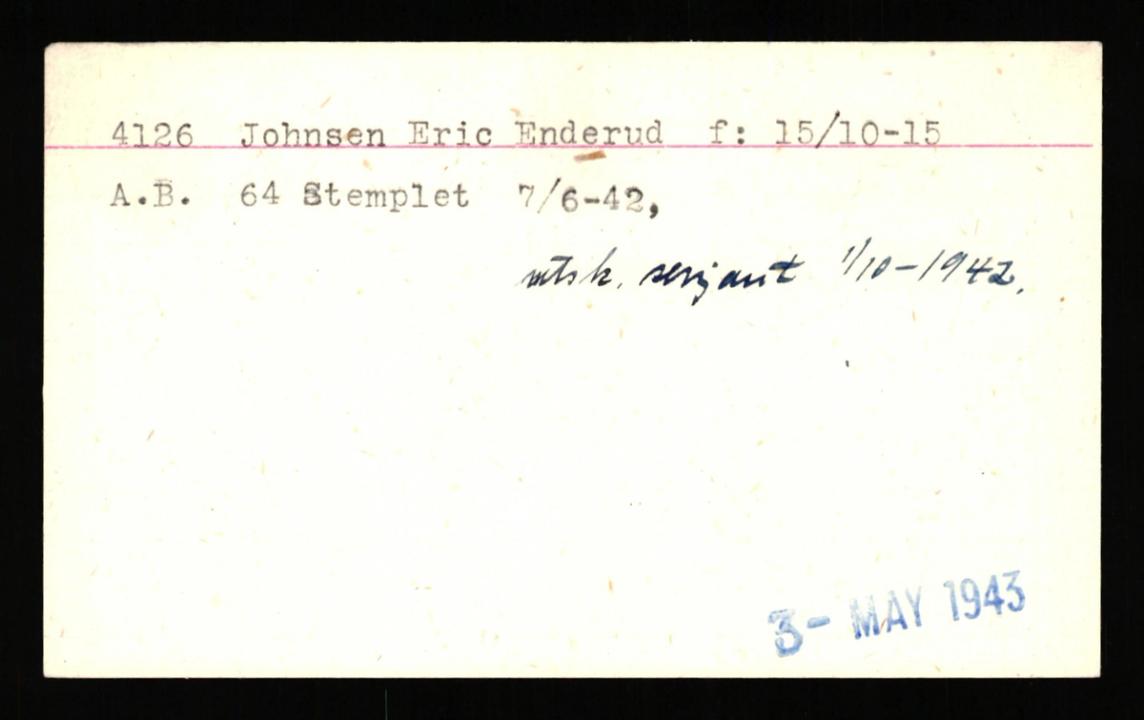 4126 Johnsen Eric Enderud f: 15/10-15
A.B. 64 Stemplet 7/6-42,
utsk. serjant 1/10-1942.
3- MAY 1943